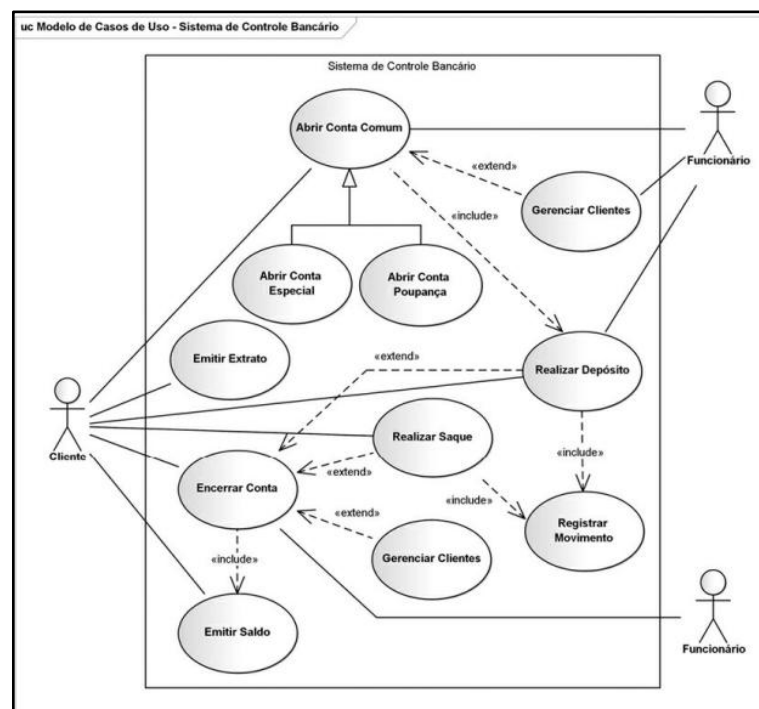 uc Modelo de Casos de Uso - Sistema de Controle Bancário
Sistema de Controle Bancário
Abrir Conta Comum
Funcionário
«extend»
Gerenciar Clientes
«include»
Abrir Conta
Especial
Abrir Conta
Poupança
Emitir Extrato
«extend»
Realizar Depósito
Cliente
Realizar Saque
«extend»
«include»
Encerrar Conta
«include»
«extend»
Registrar
Movimento
Gerenciar Clientes
«include»
Emitir Saldo
Funcionário